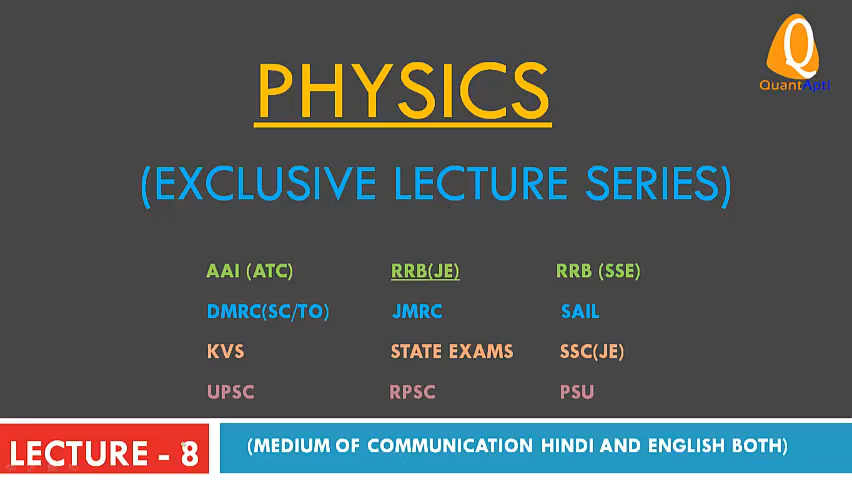 Q
QuantApti
PHYSICS
(EXCLUSIVE LECTURE SERIES)
AAI (ATC) RRB(JE) RRB (SSE)
DMRC(SC/TO) JMRC SAIL
KVS STATE EXAMS SSC(JE)
UPSC RPSC PSU
LECTURE - 8
(MEDIUM OF COMMUNICATION HINDI AND ENGLISH BOTH)